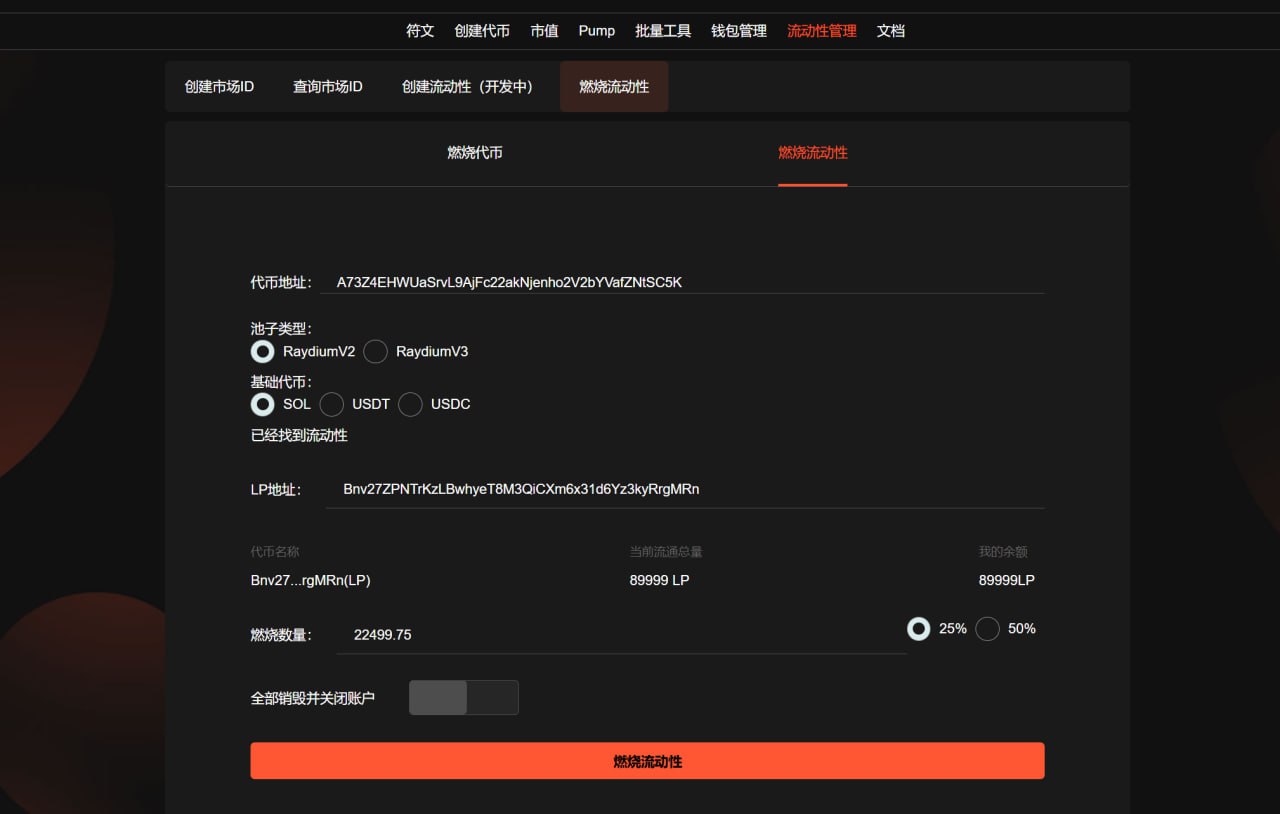 符文 创建代币 市值 Pump 批量工具 钱包管理 流动性管理 文档
创建市场ID 查询市场ID 创建流动性（开发中） 燃烧流动性
燃烧代币 燃烧流动性
代币地址： A73Z4EHWUaSrvL9AjFc22akNjenho2V2bYVafZNtSC5K
池子类型：
RaydiumV2 RaydiumV3
基础代币：
SOL USDT USDC
已经找到流动性
LP地址： Bnv27ZPNTrKzLBwhyeT8M3QiCXm6x31d6Yz3kyRrgMRn
代币名称 当前流通总量 我的余额
Bnv27...rgMRn(LP) 89999 LP 89999LP
燃烧数量： 22499.75 25% 50%
全部销毁并关闭账户
燃烧流动性